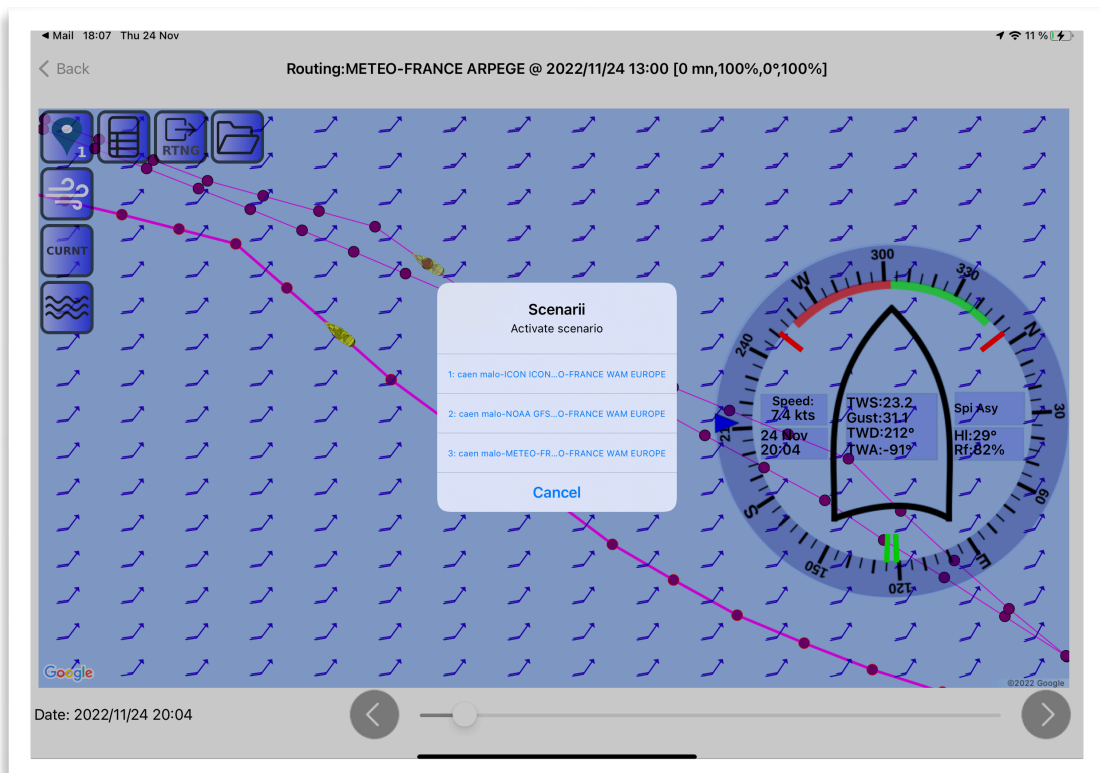 ◀ Mail 18:07 Thu 24 Nov
11 %
Back
Routing:METEO-FRANCE ARPEGE @ 2022/11/24 13:00 [0 mn,100%,0°,100%]
1
RTNG
CURNT
Scenarii
Activate scenario
1: caen malo-ICON ICON...O-FRANCE WAM EUROPE
2: caen malo-NOAA GFS...O-FRANCE WAM EUROPE
3: caen malo-METEO-FR...O-FRANCE WAM EUROPE
Cancel
300
330
W
N
240
30
21
60
S
E
150
120
Speed:
7.4 kts
24 Nov
20:04
TWS:23.2
Gust:31.1
TWD:212°
TWA:-91°
Spi Asy
Hl:29°
Rf:82%
Google
©2022 Google
Date: 2022/11/24 20:04